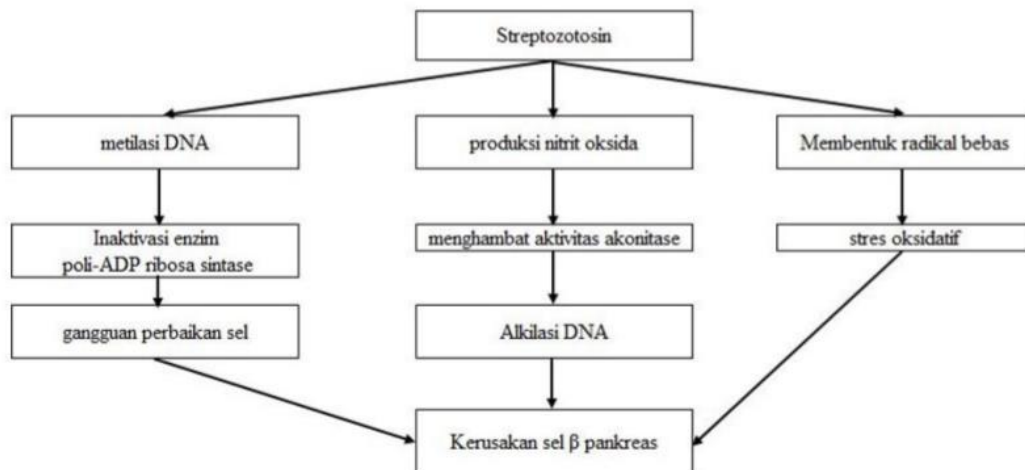 Streptozotosin
metilasi DNA
produksi nitrit oksida
Membentuk radikal bebas
Inaktivasi enzim
poli-ADP ribosa sintase
menghambat aktivitas akonitase
stres oksidatif
gangguan perbaikan sel
Alkilasi DNA
Kerusakan sel β pankreas